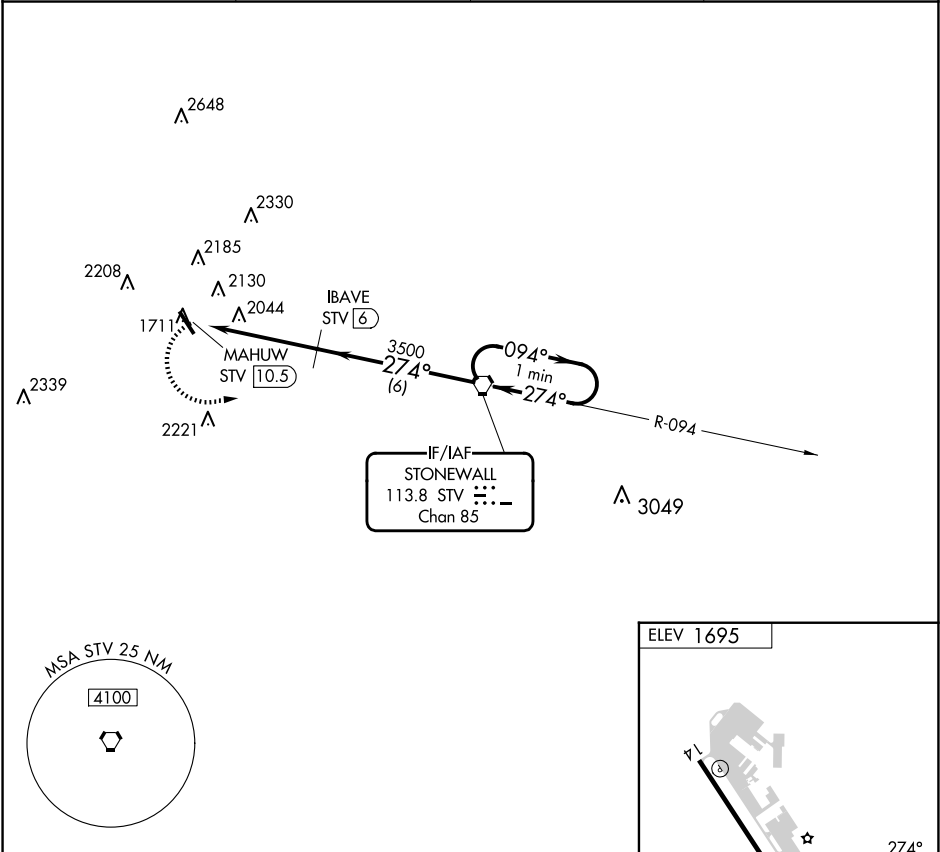 2648
2330
2185
2208
2130
2044
1711
IBAVE
STV 6
MAHUW
STV 10.5
3500
274°
(6)
094°
1 min
274°
R-094
2339
2221
IF/IAF
STONEWALL
113.8 STV
Chan 85
3049
MSA STV 25 NM
4100
ELEV 1695
14
P
274°